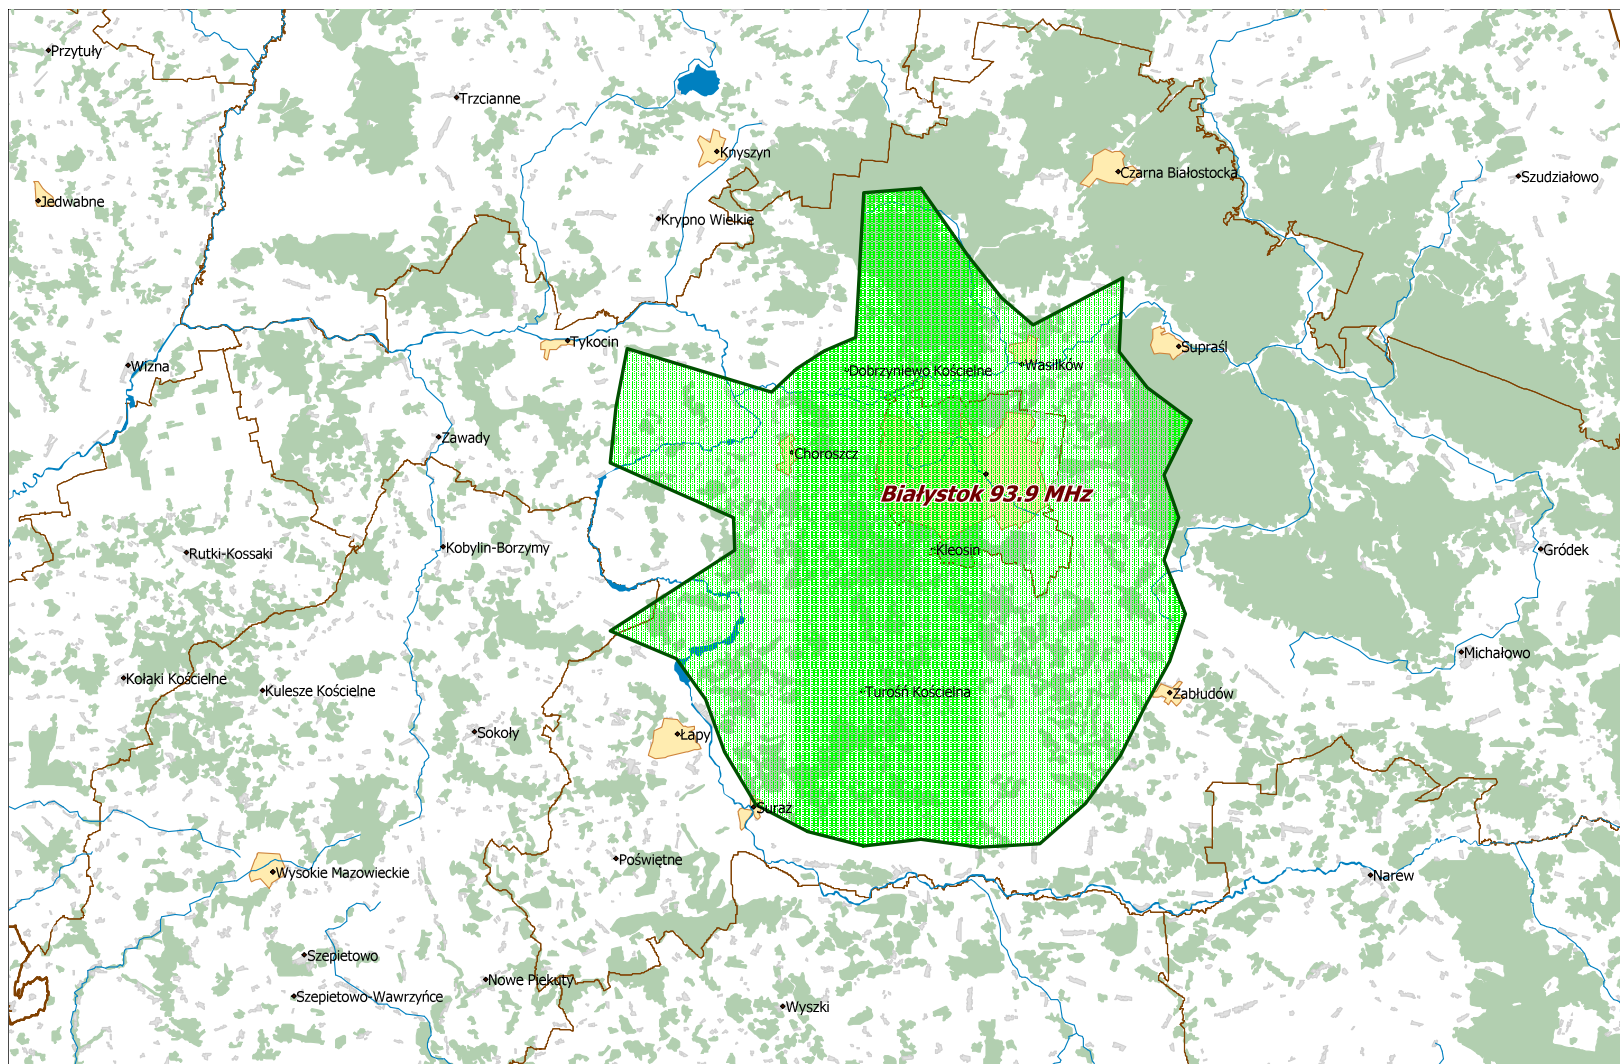 Przytuły
Trzcianne
Knyszyn
Czarna Białostocka
Szudziałowo
Jedwabne
Krypno Wielkie
Tykocin
Supraśl
Wizna
Dobrzyniewo Kościelne
Wasilków
Zawady
Choroszcz
Białystok 93.9 MHz
Rutki-Kossaki
Kobylin-Borzymy
Kleosin
Gródek
Michałowo
Kołaki Kościelne
Kulesze Kościelne
Turośń Kościelna
Zabłudów
Sokoły
Łapy
Suraż
Poświętne
Wysokie Mazowieckie
Narew
Szepietowo
Nowe Piekuty
Szepietowo-Wawrzyńce
Wyszki